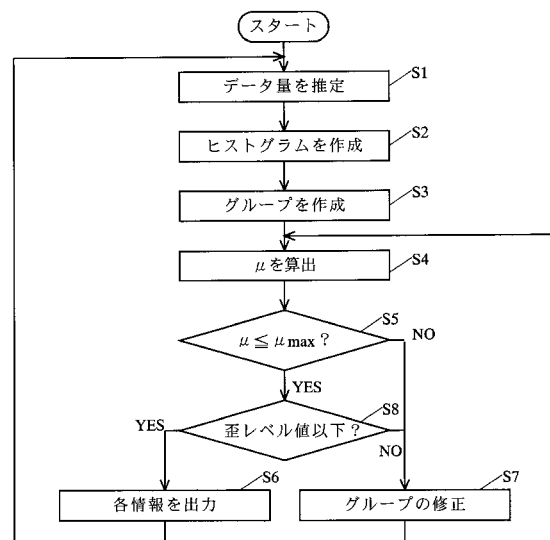 スタート
データ量を推定
S1
ヒストグラムを作成
S2
グループを作成
S3
μを算出
S4
μ≦μmax?
S5
NO
YES
歪レベル値以下?
S8
YES
NO
各情報を出力
S6
グループの修正
S7